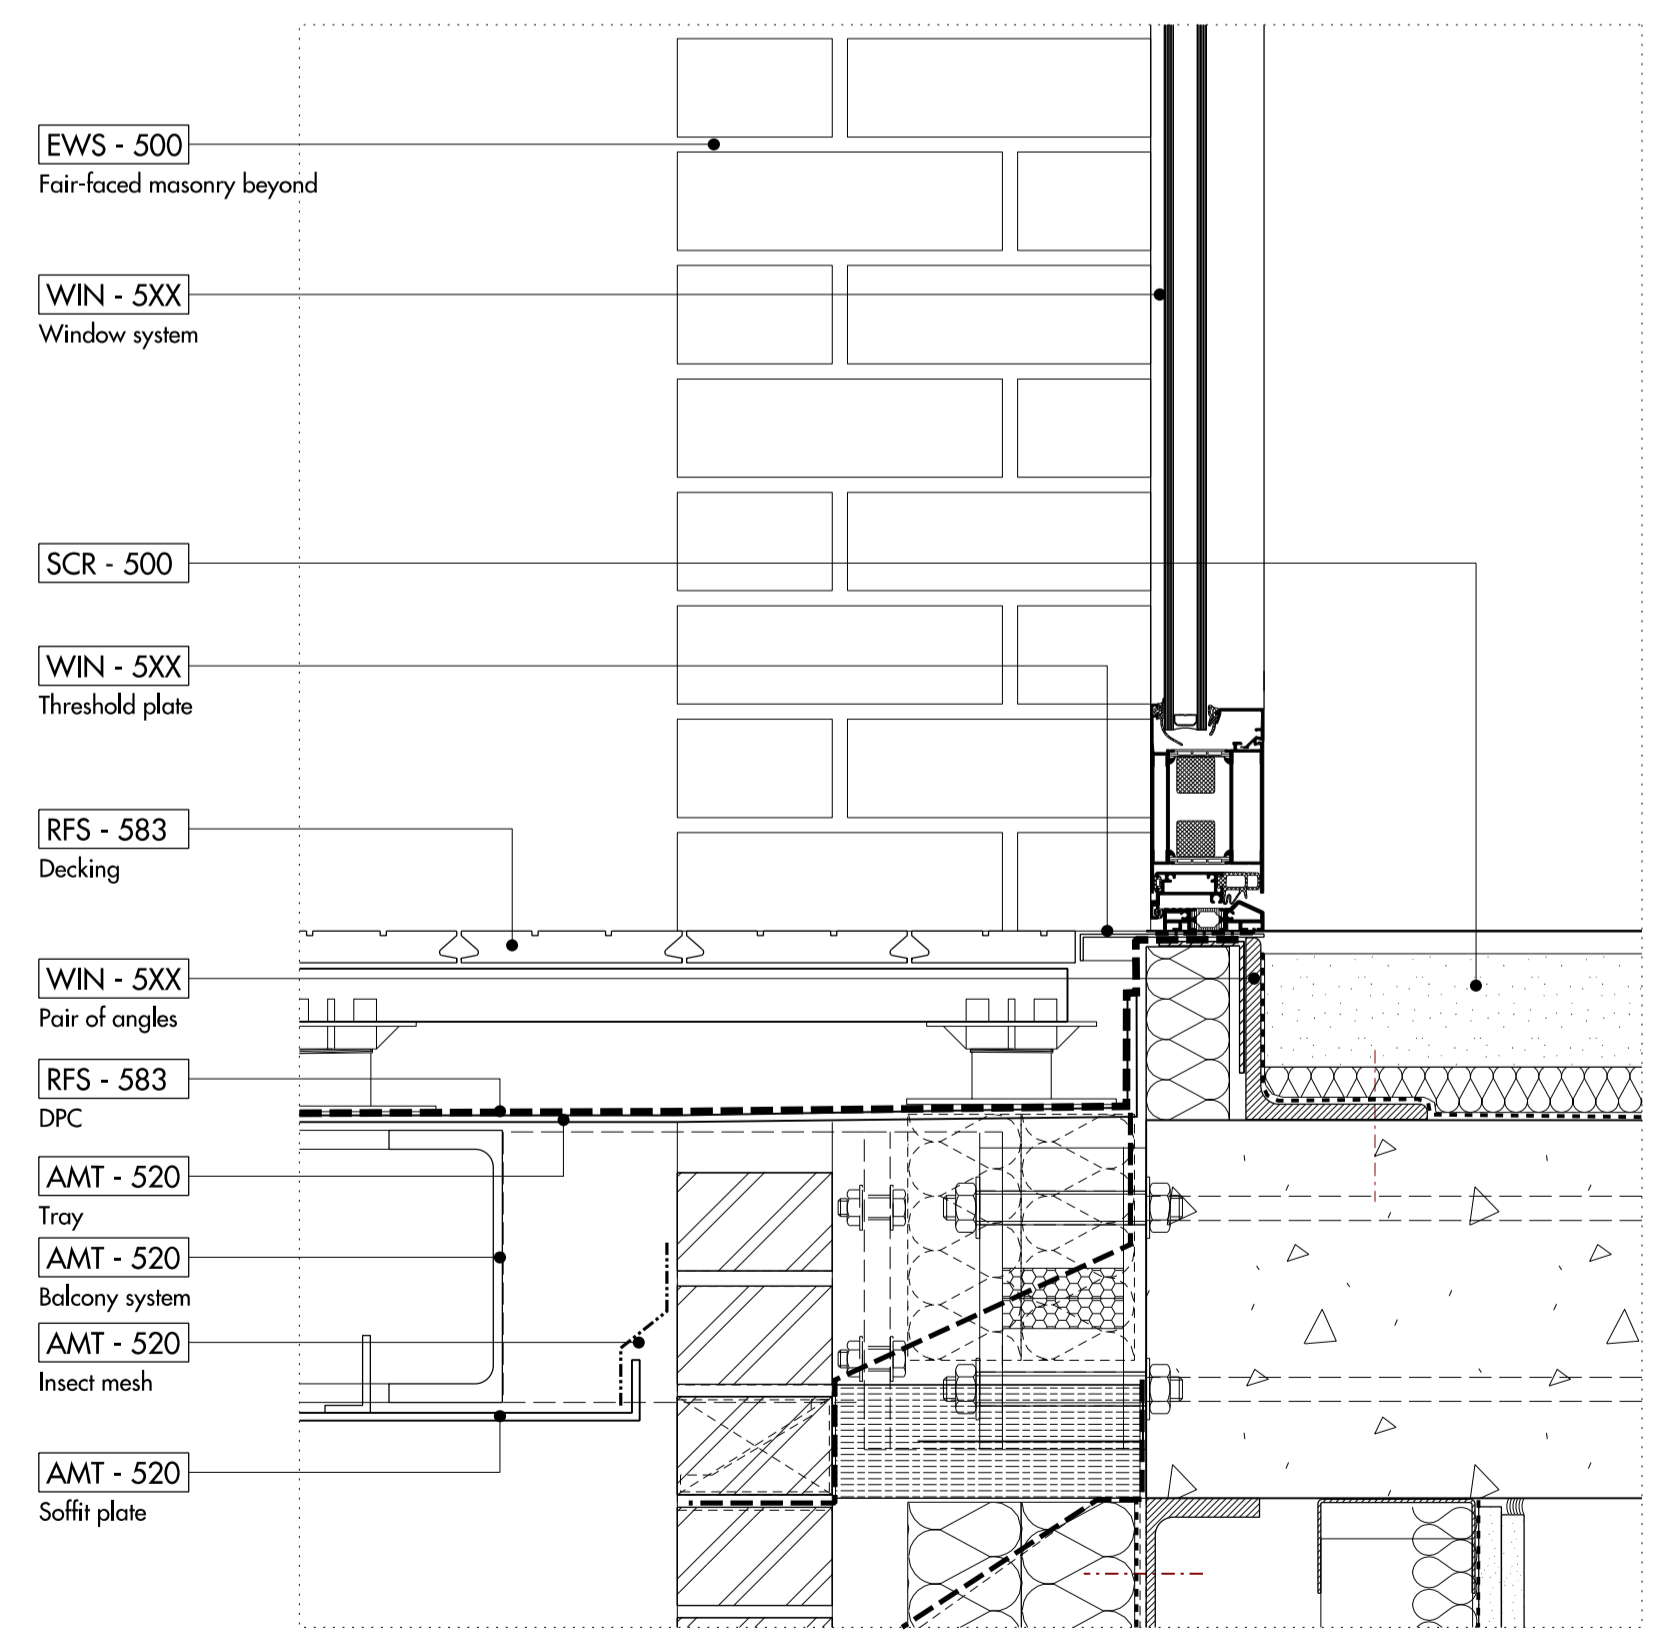 EWS - 500
Fair-faced masonry beyond
WIN - 5XX
Window system
SCR - 500
WIN - 5XX
Threshold plate
RFS - 583
Decking
WIN - 5XX
Pair of angles
RFS - 583
DPC
AMT - 520
Tray
AMT - 520
Balcony system
AMT - 520
Insect mesh
AMT - 520
Soffit plate